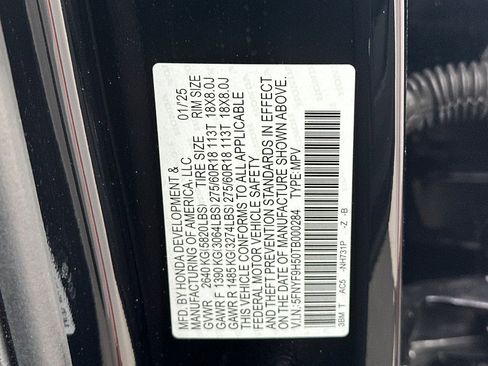 MFD. BY HONDA DEVELOPMENT &
MANUFACTURING OF AMERICA, LLC 01/'25
GVWR 2640 KG(5820LBS) TIRE SIZE RIM SIZE
GAWR F 1390 KG(3064LBS) 275/60R18 113T 18X8.0J
GAWR R 1485 KG(3274LBS) 275/60R18 113T 18X8.0J
THIS VEHICLE CONFORMS TO ALL APPLICABLE
FEDERAL MOTOR VEHICLE SAFETY
AND THEFT PREVENTION STANDARDS IN EFFECT
ON THE DATE OF MANUFACTURE SHOWN ABOVE.
V.I.N.:5FNYF9H50TB000284 TYPE:MPV
3BM T AC5 -NH731P -Z -B